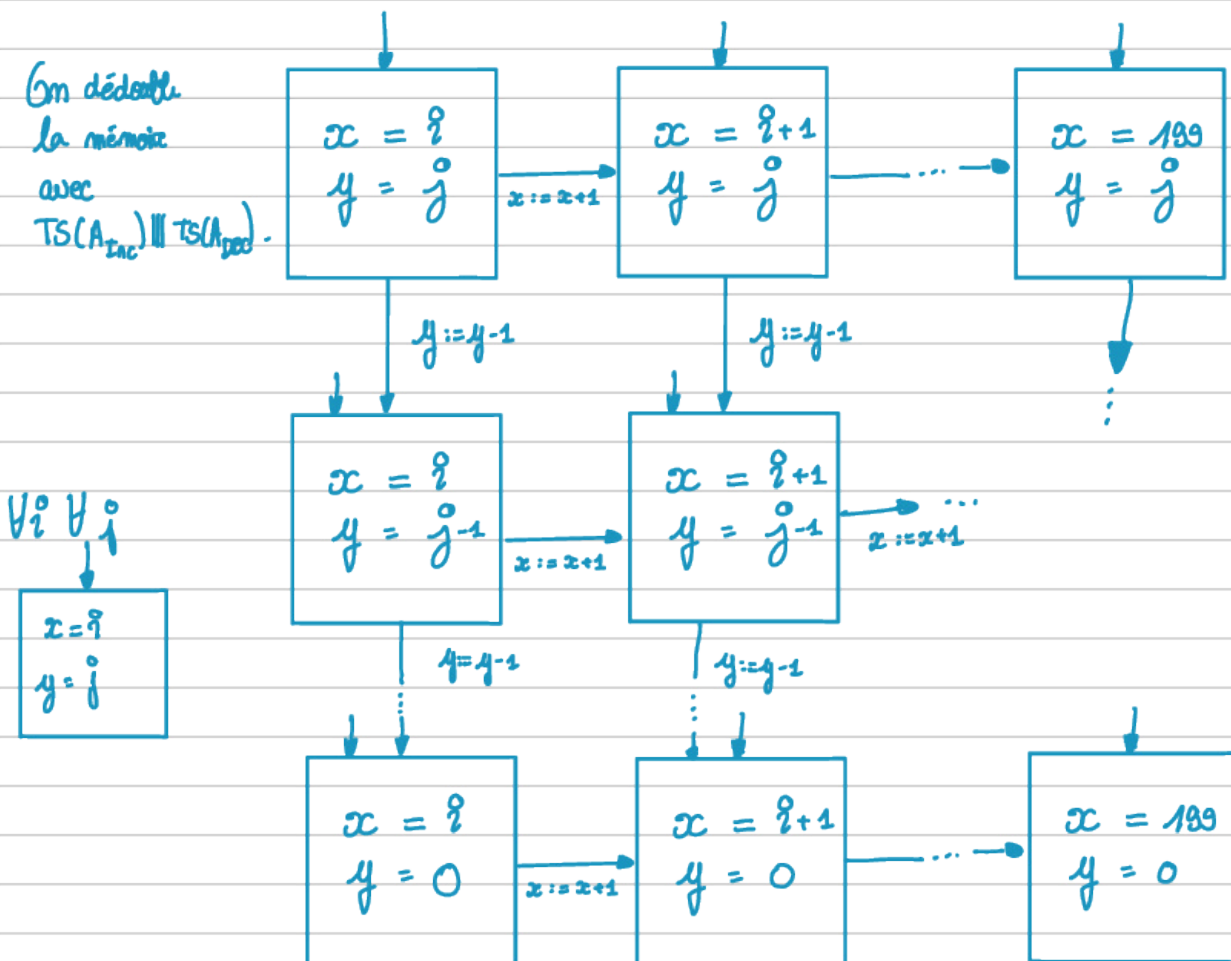 On dédouble
la mémoire
avec
TS(A_Inc) ||| TS(A_Dec).
x = i
y = j
x := x+1
x = i+1
y = j
...
x = 199
y = j
y := y-1
y := y-1
⋮
∀i ∀j
x = i
y = j
x = i
y = j-1
x := x+1
x = i+1
y = j-1
x := x+1
...
y:=y-1
y:=y-1
x = i
y = 0
x := x+1
x = i+1
y = 0
...
x = 199
y = 0